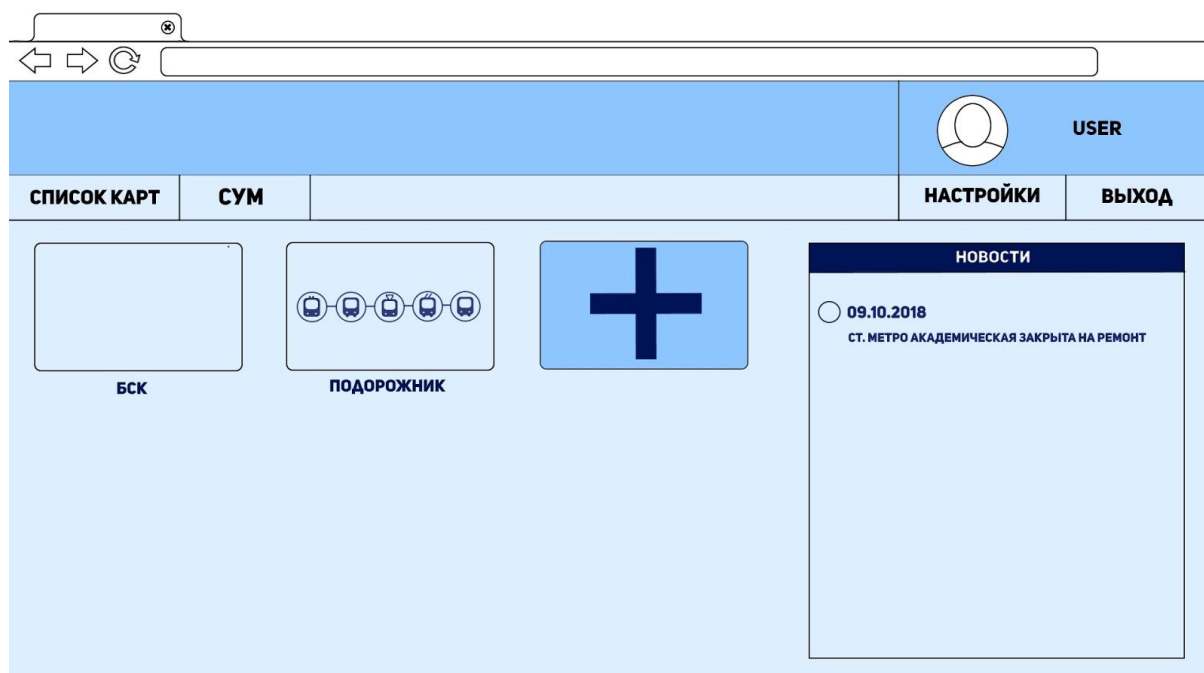 USER
СПИСОК КАРТ
СУМ
НАСТРОЙКИ
ВЫХОД
БСК
ПОДОРОЖНИК
НОВОСТИ
09.10.2018
СТ. МЕТРО АКАДЕМИЧЕСКАЯ ЗАКРЫТА НА РЕМОНТ